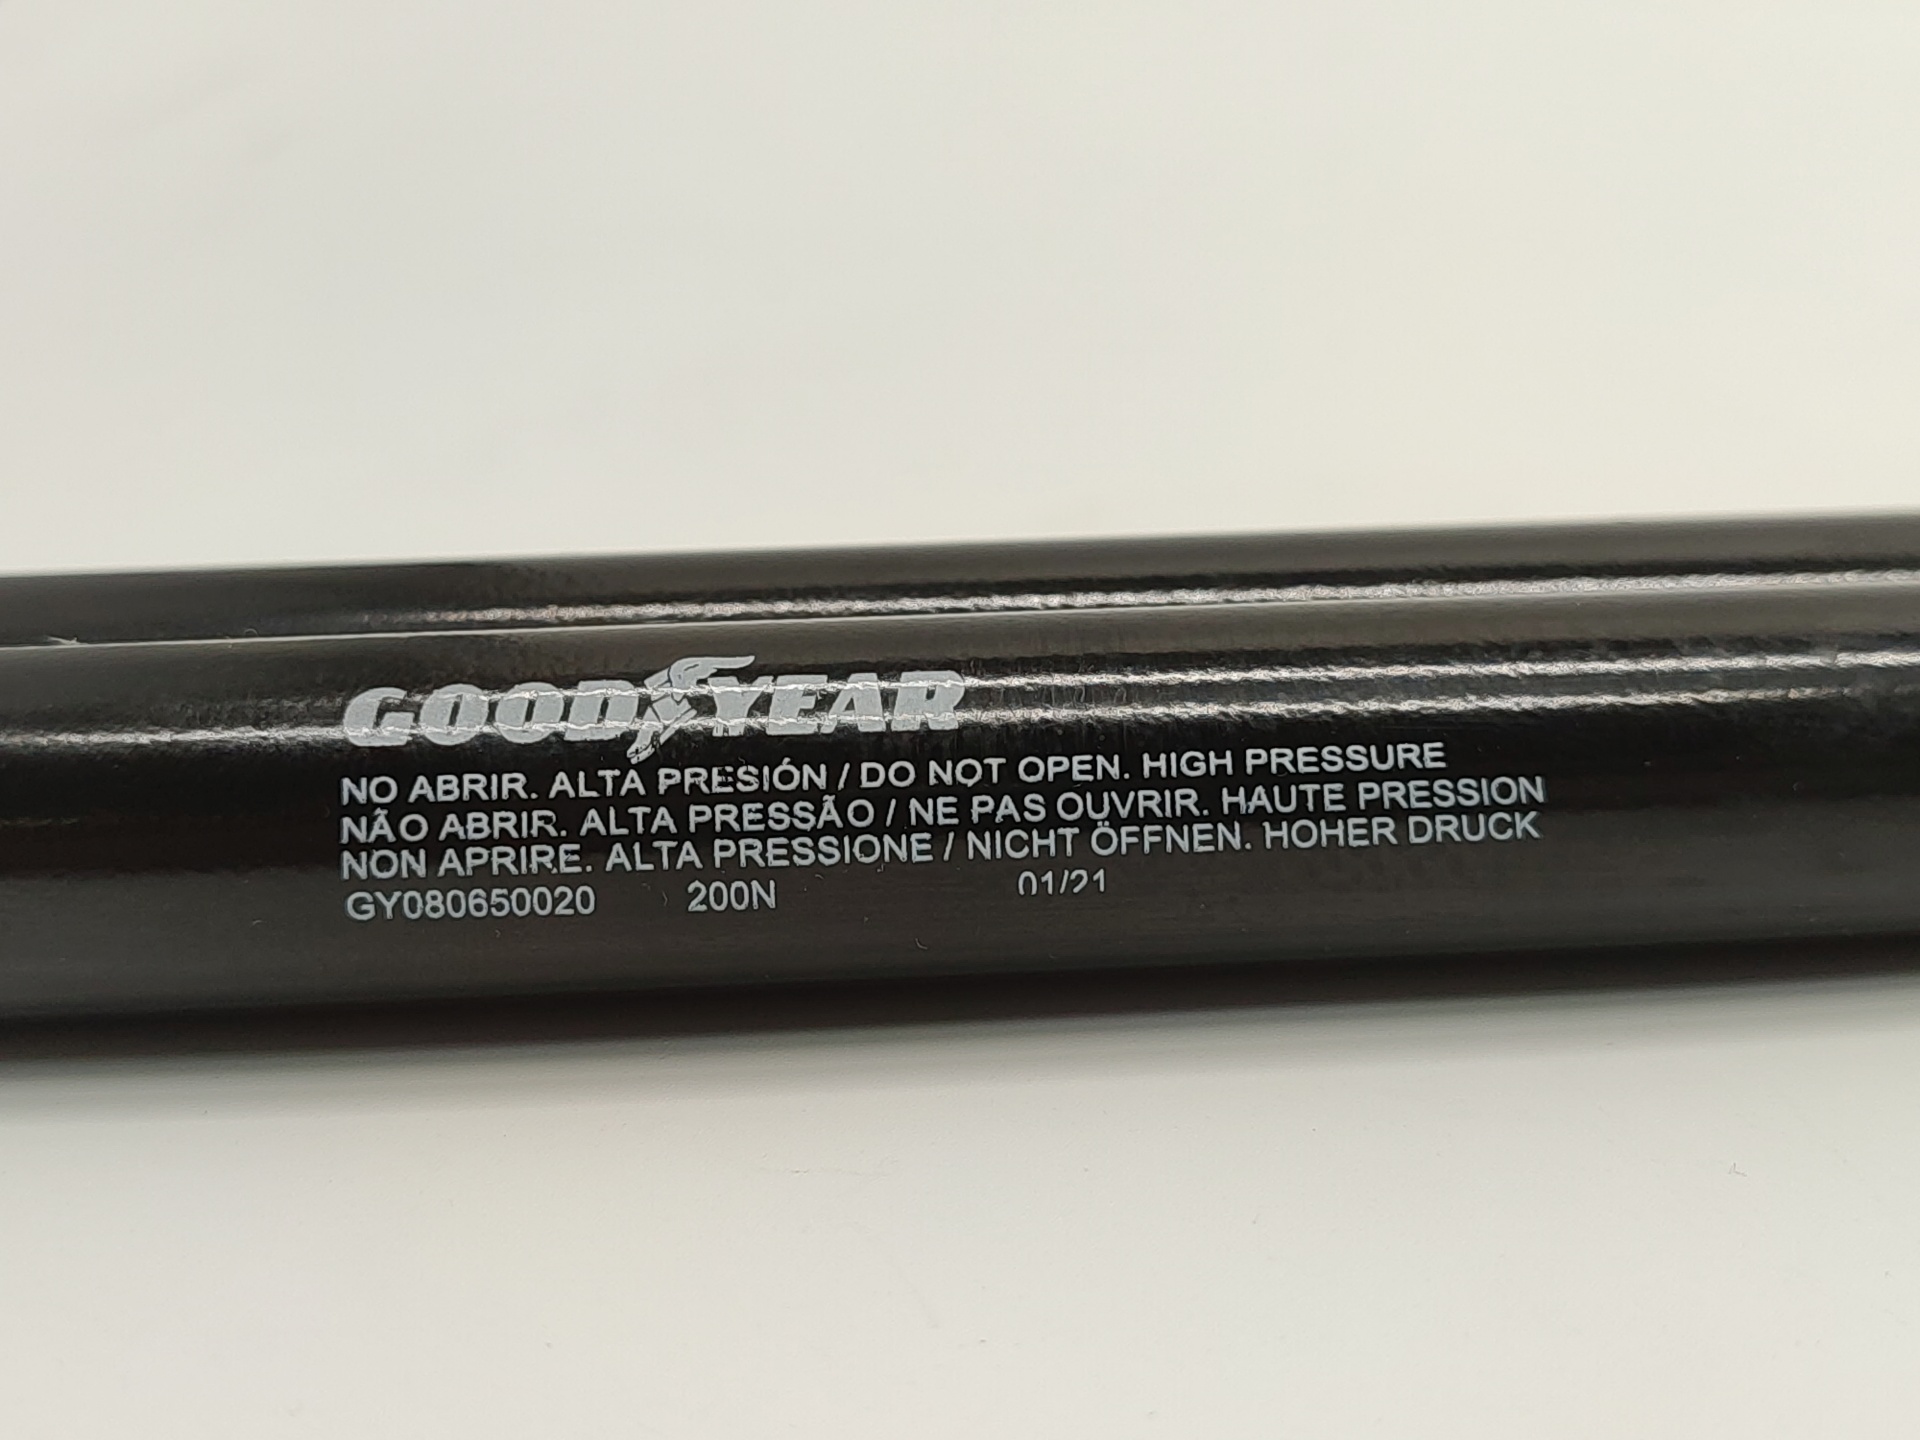 GOODYEAR
NO ABRIR. ALTA PRESIÓN / DO NOT OPEN. HIGH PRESSURE
NÃO ABRIR. ALTA PRESSÃO / NE PAS OUVRIR. HAUTE PRESSION
NON APRIRE. ALTA PRESSIONE / NICHT ÖFFNEN. HOHER DRUCK
GY080650020 200N 01/21